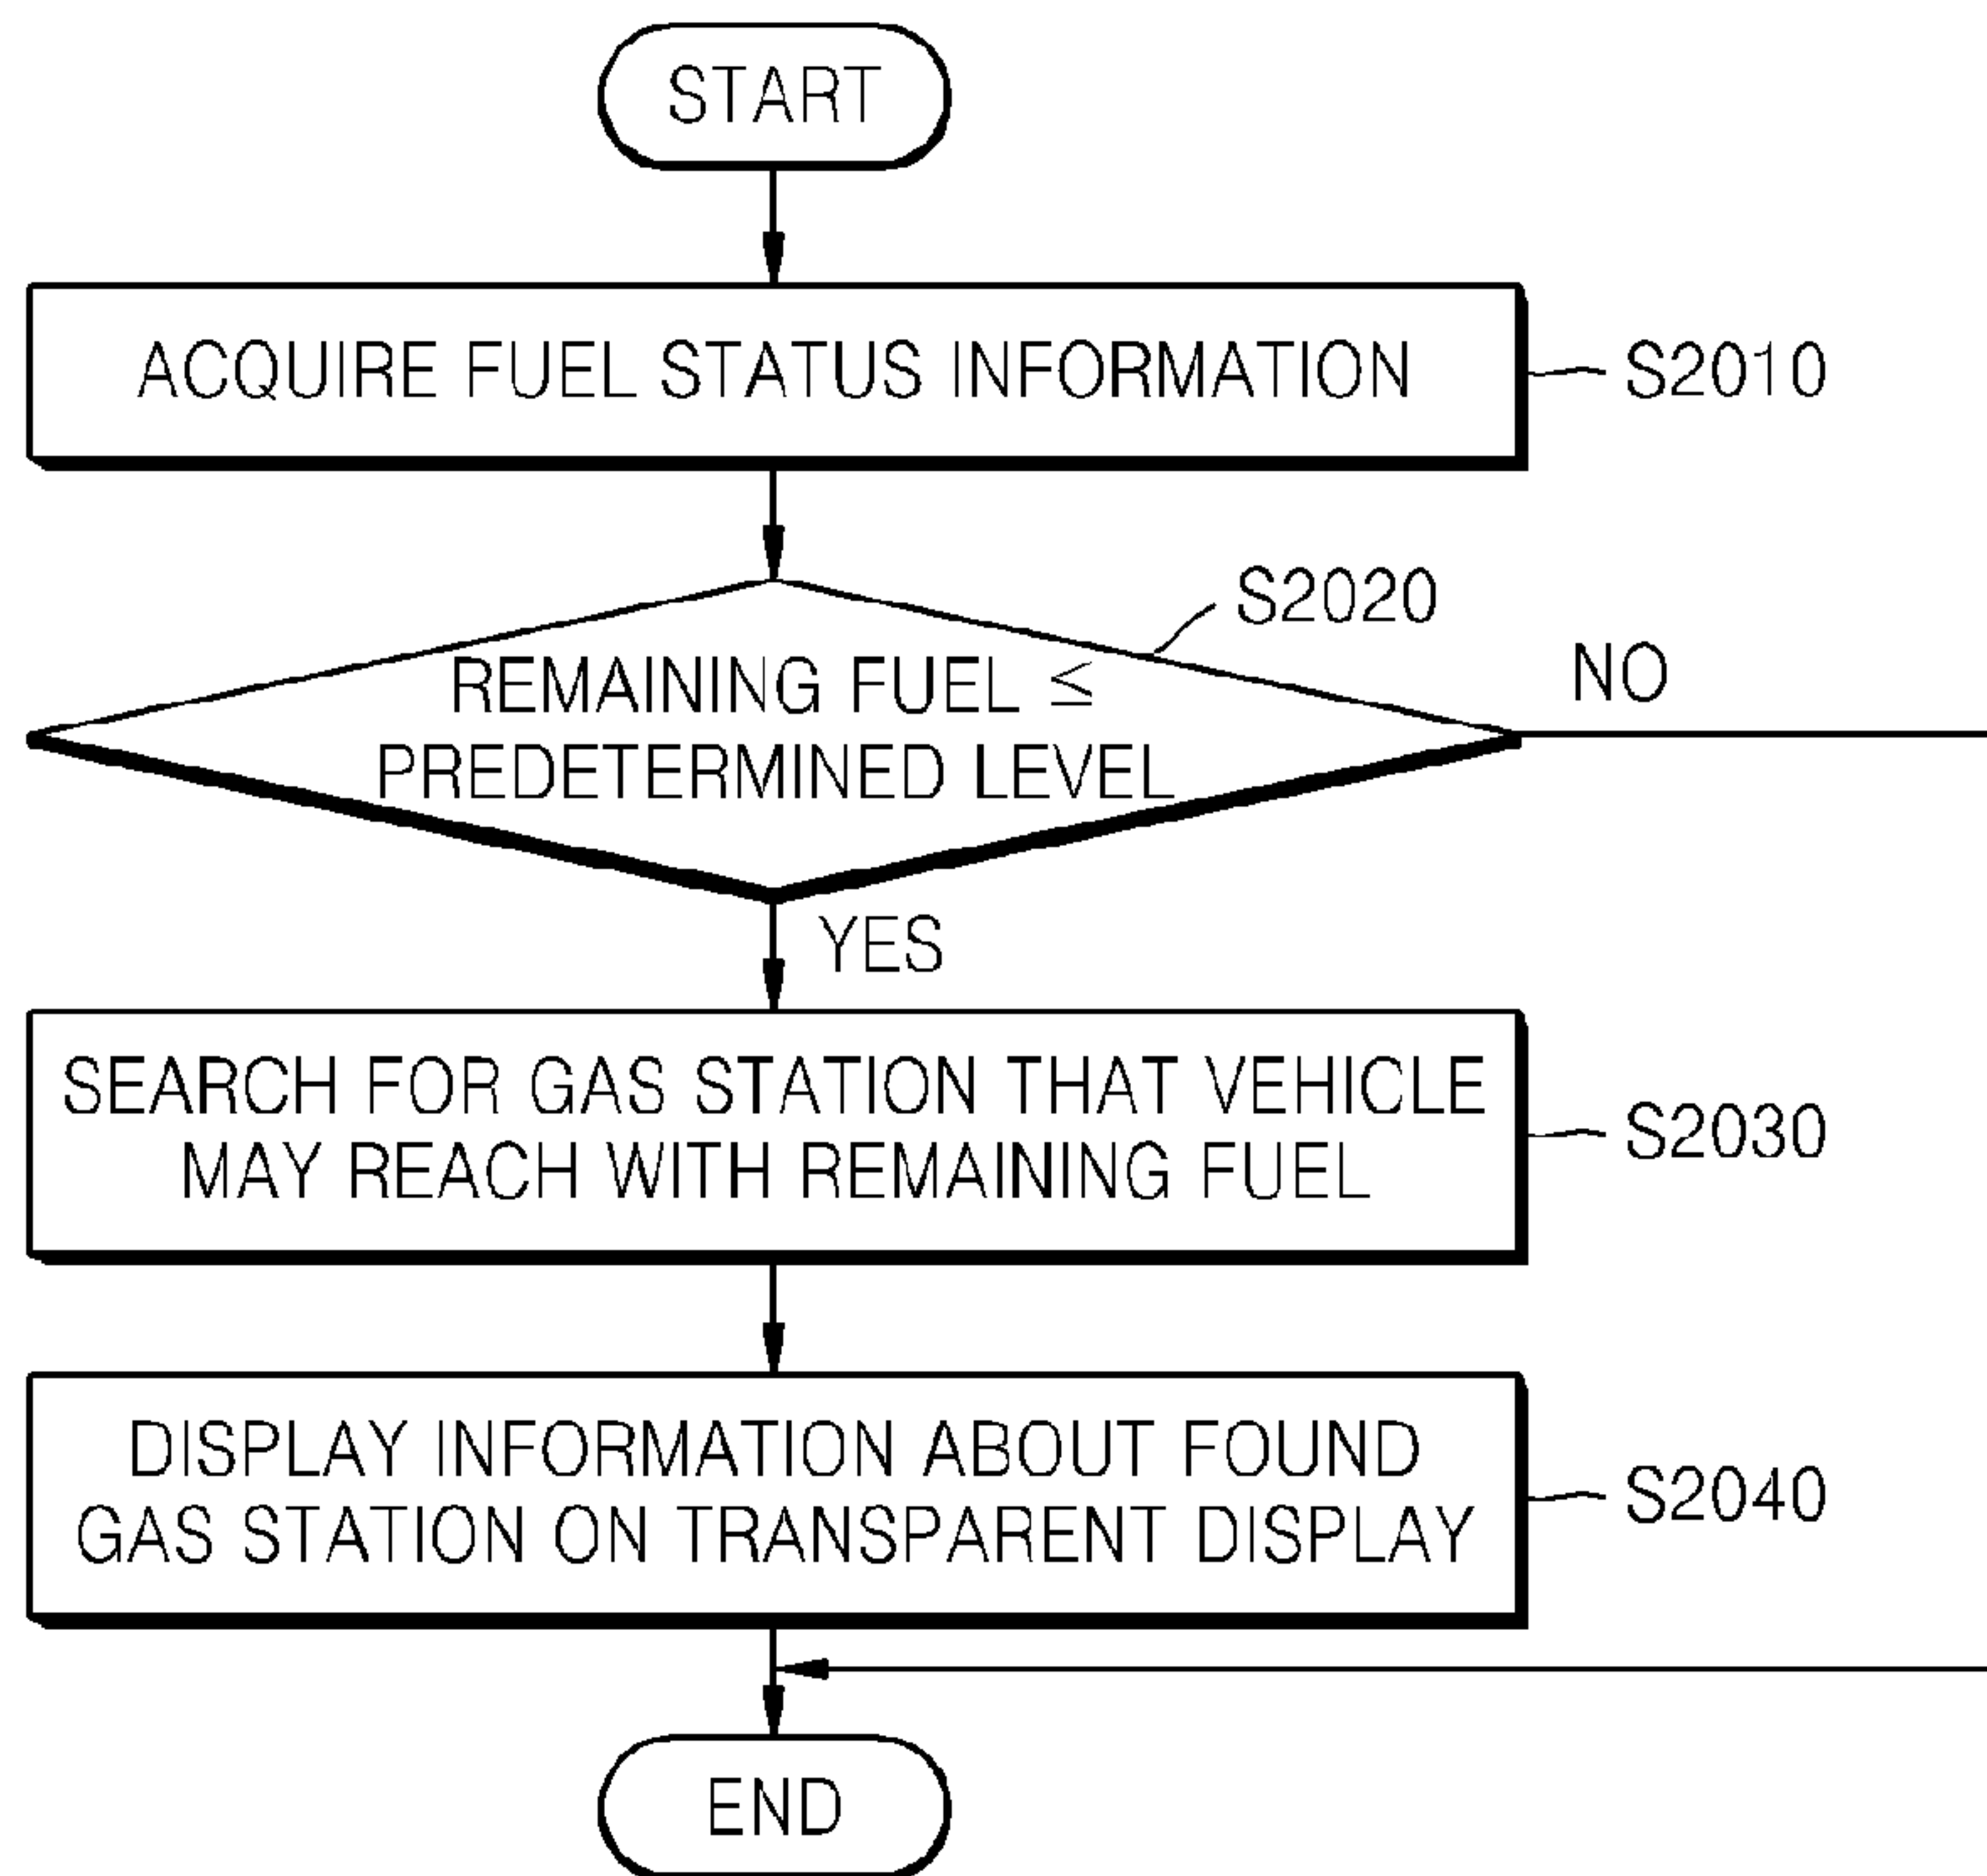 START
ACQUIRE FUEL STATUS INFORMATION
S2010
S2020
REMAINING FUEL ≤
PREDETERMINED LEVEL
NO
YES
SEARCH FOR GAS STATION THAT VEHICLE
MAY REACH WITH REMAINING FUEL
S2030
DISPLAY INFORMATION ABOUT FOUND
GAS STATION ON TRANSPARENT DISPLAY
S2040
END